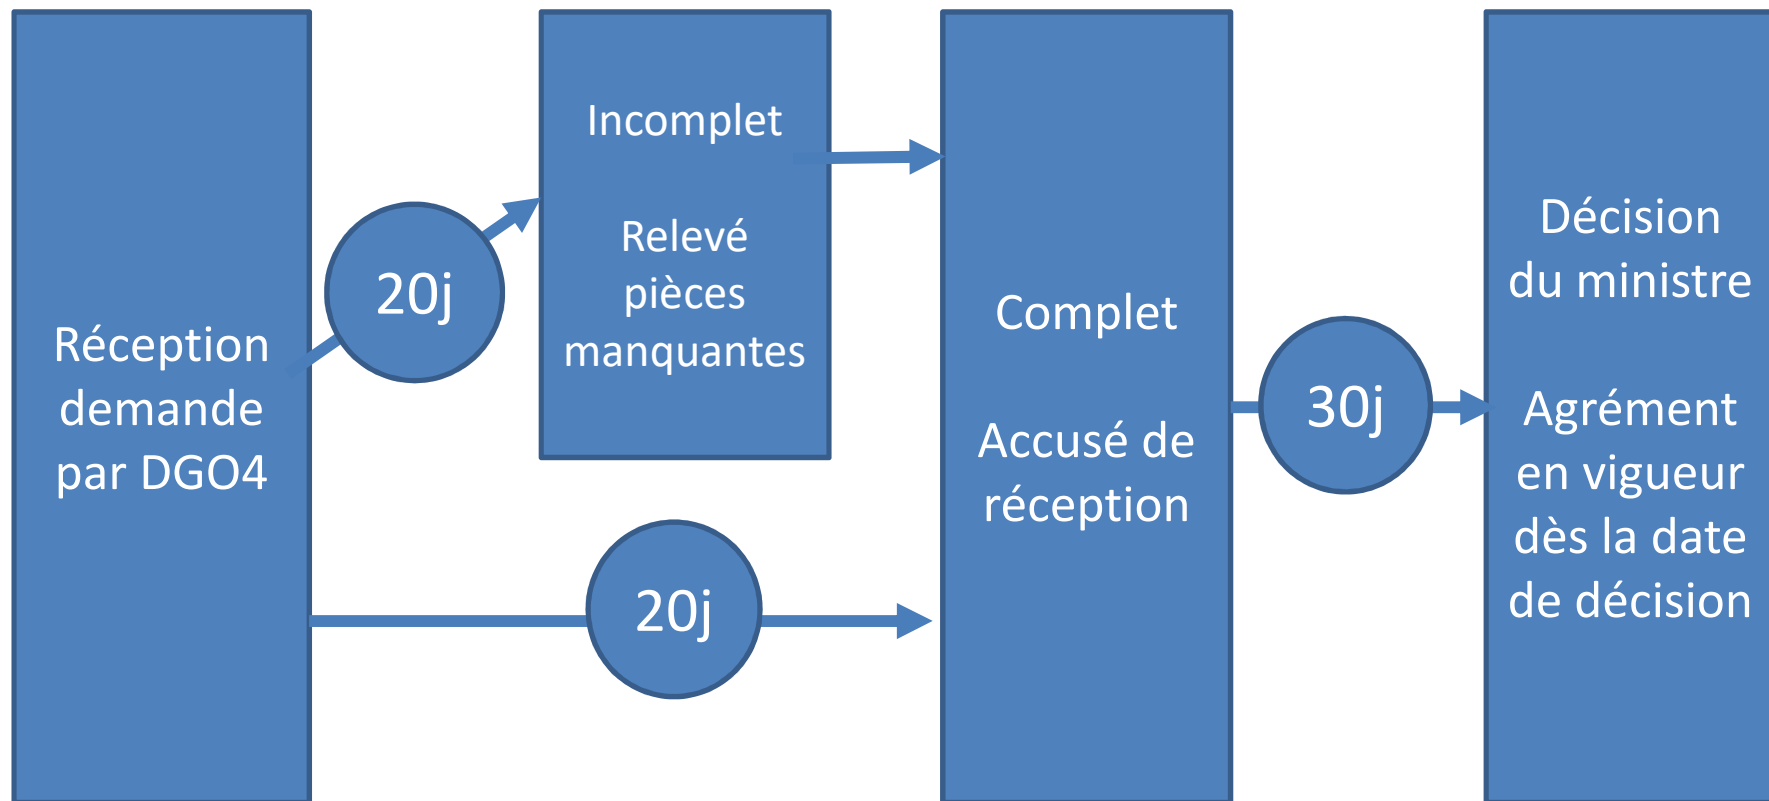 Réception
demande
par DGO4
20j
Incomplet
Relevé
pièces
manquantes
20j
Complet
Accusé de
réception
30j
Décision
du ministre
Agrément
en vigueur
dès la date
de décision